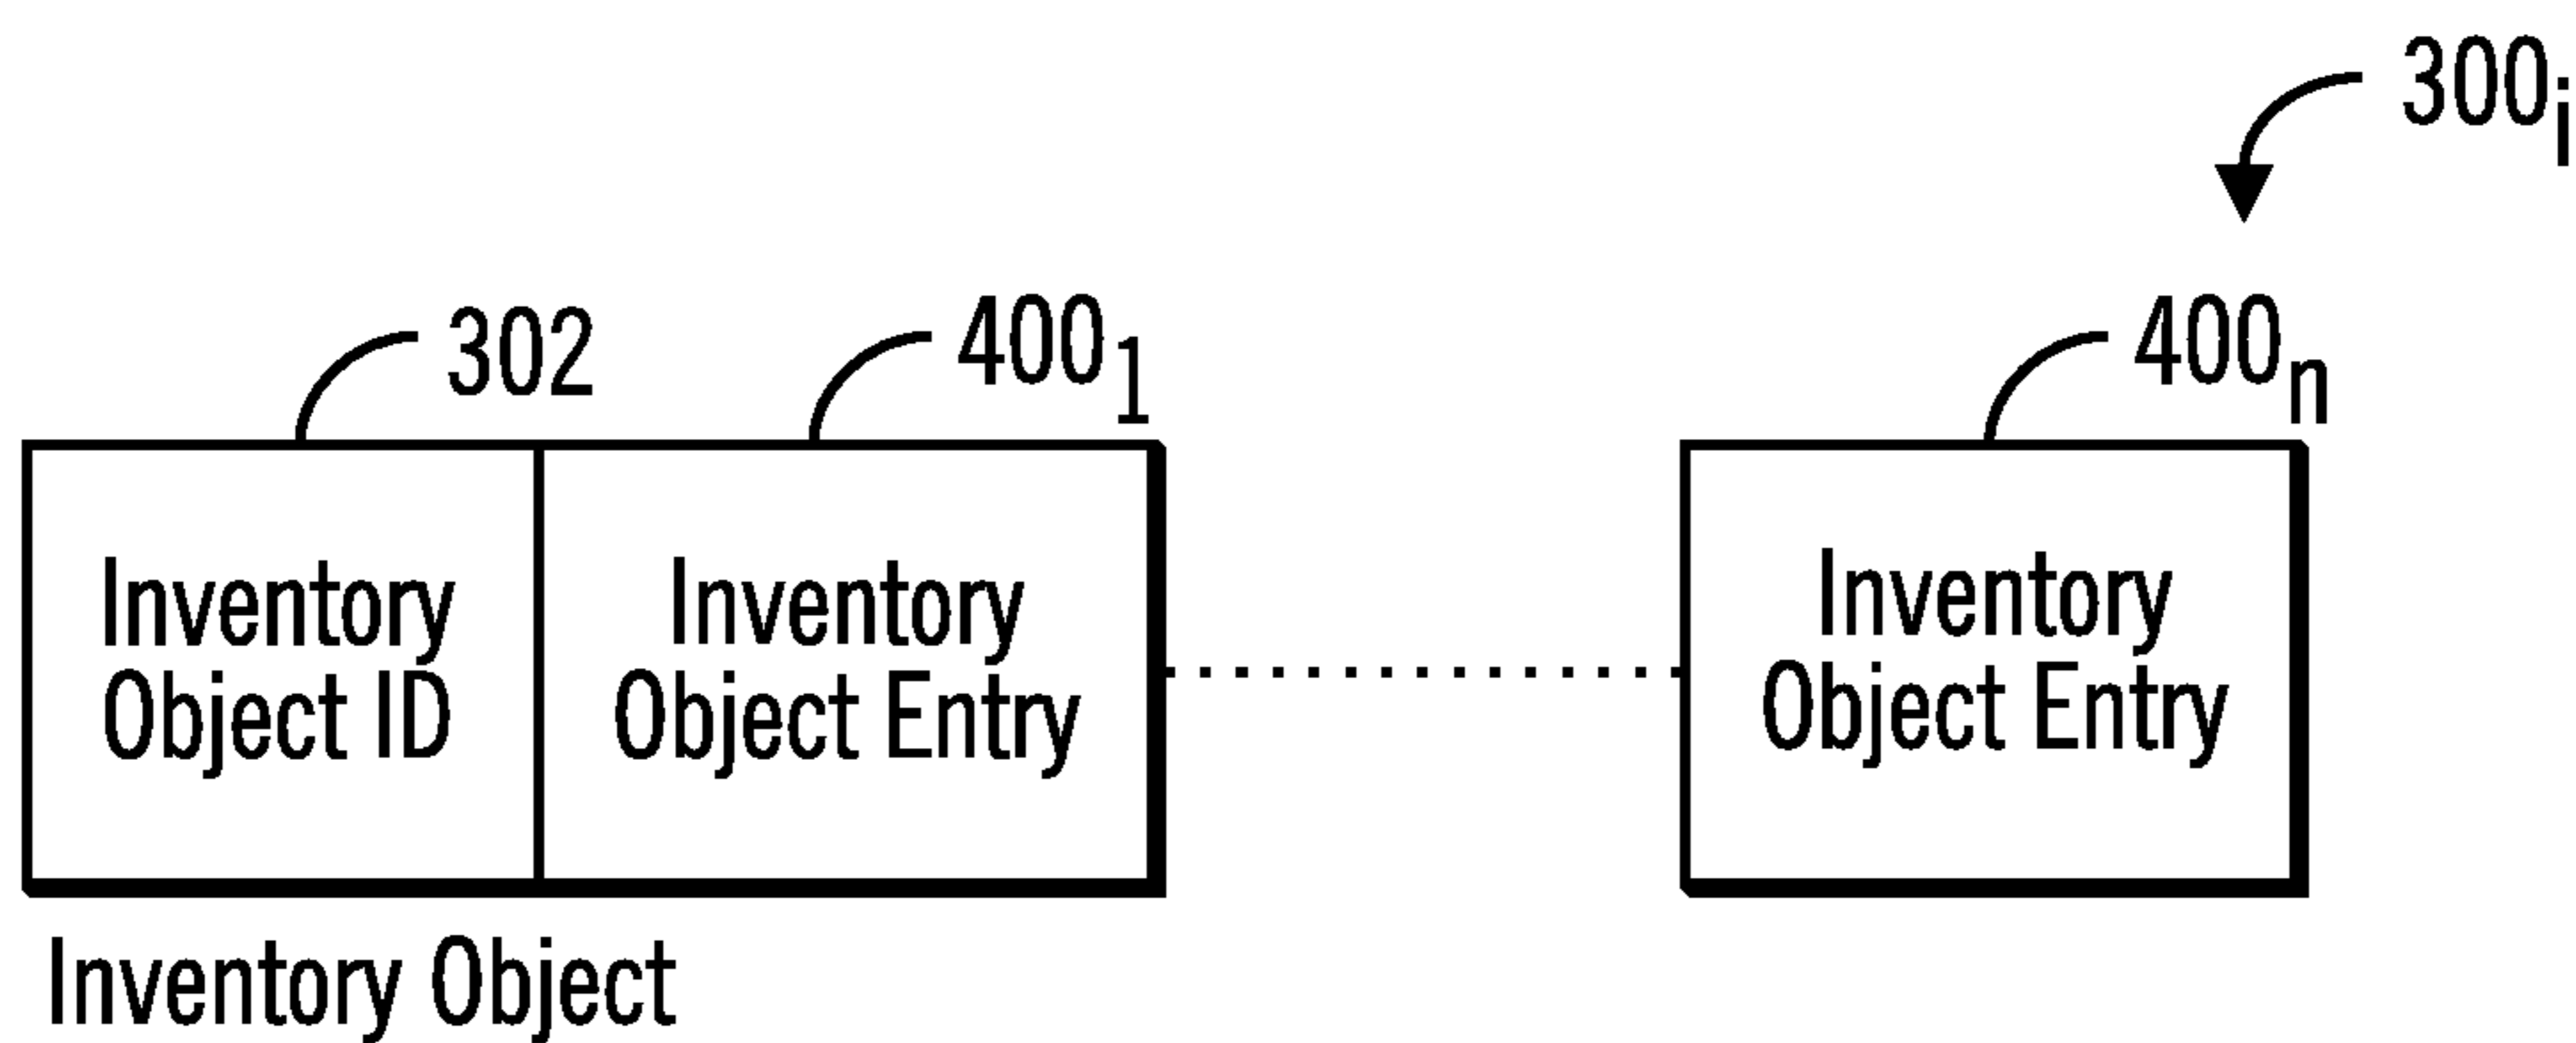 300i
302
4001
400n
Inventory
Object ID
Inventory
Object Entry
Inventory
Object Entry
Inventory Object